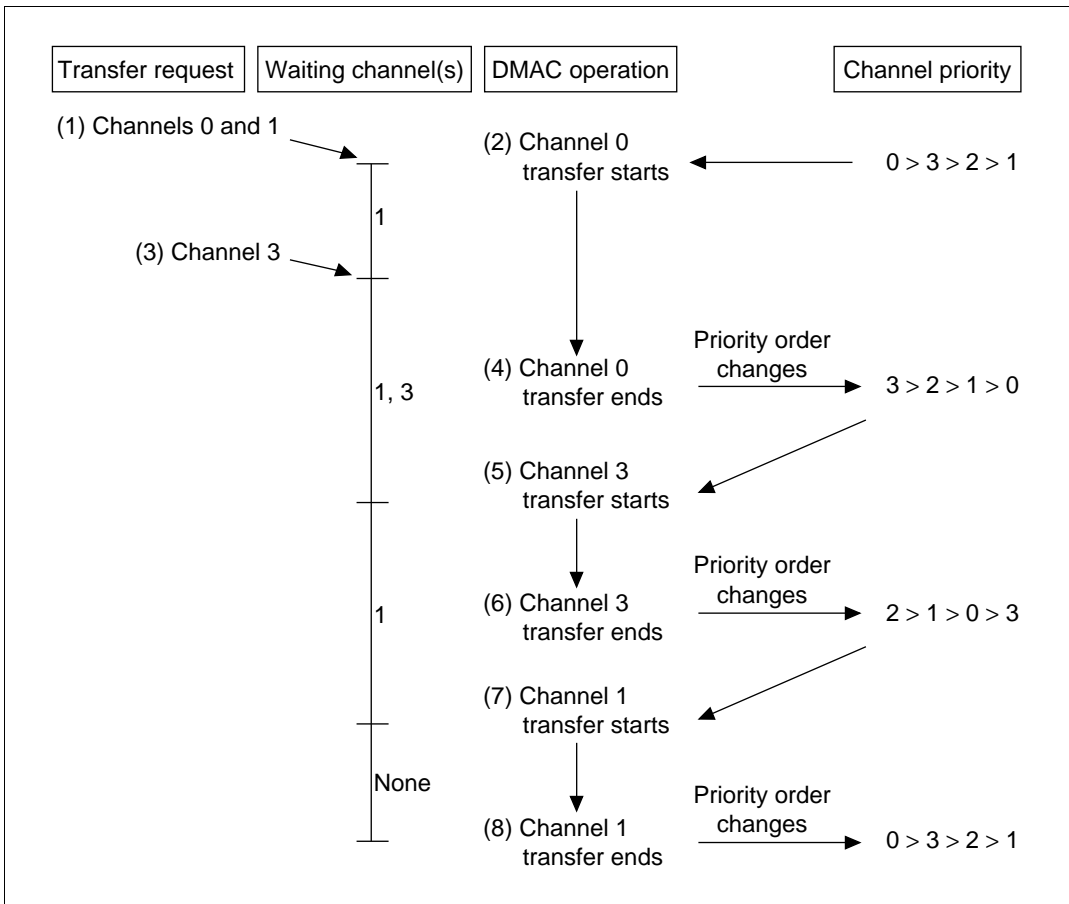 Transfer request
Waiting channel(s)
DMAC operation
Channel priority
(1) Channels 0 and 1
(2) Channel 0
transfer starts
0 > 3 > 2 > 1
1
(3) Channel 3
Priority order
changes
(4) Channel 0
transfer ends
3 > 2 > 1 > 0
1, 3
(5) Channel 3
transfer starts
Priority order
changes
(6) Channel 3
transfer ends
2 > 1 > 0 > 3
1
(7) Channel 1
transfer starts
None
Priority order
changes
(8) Channel 1
transfer ends
0 > 3 > 2 > 1